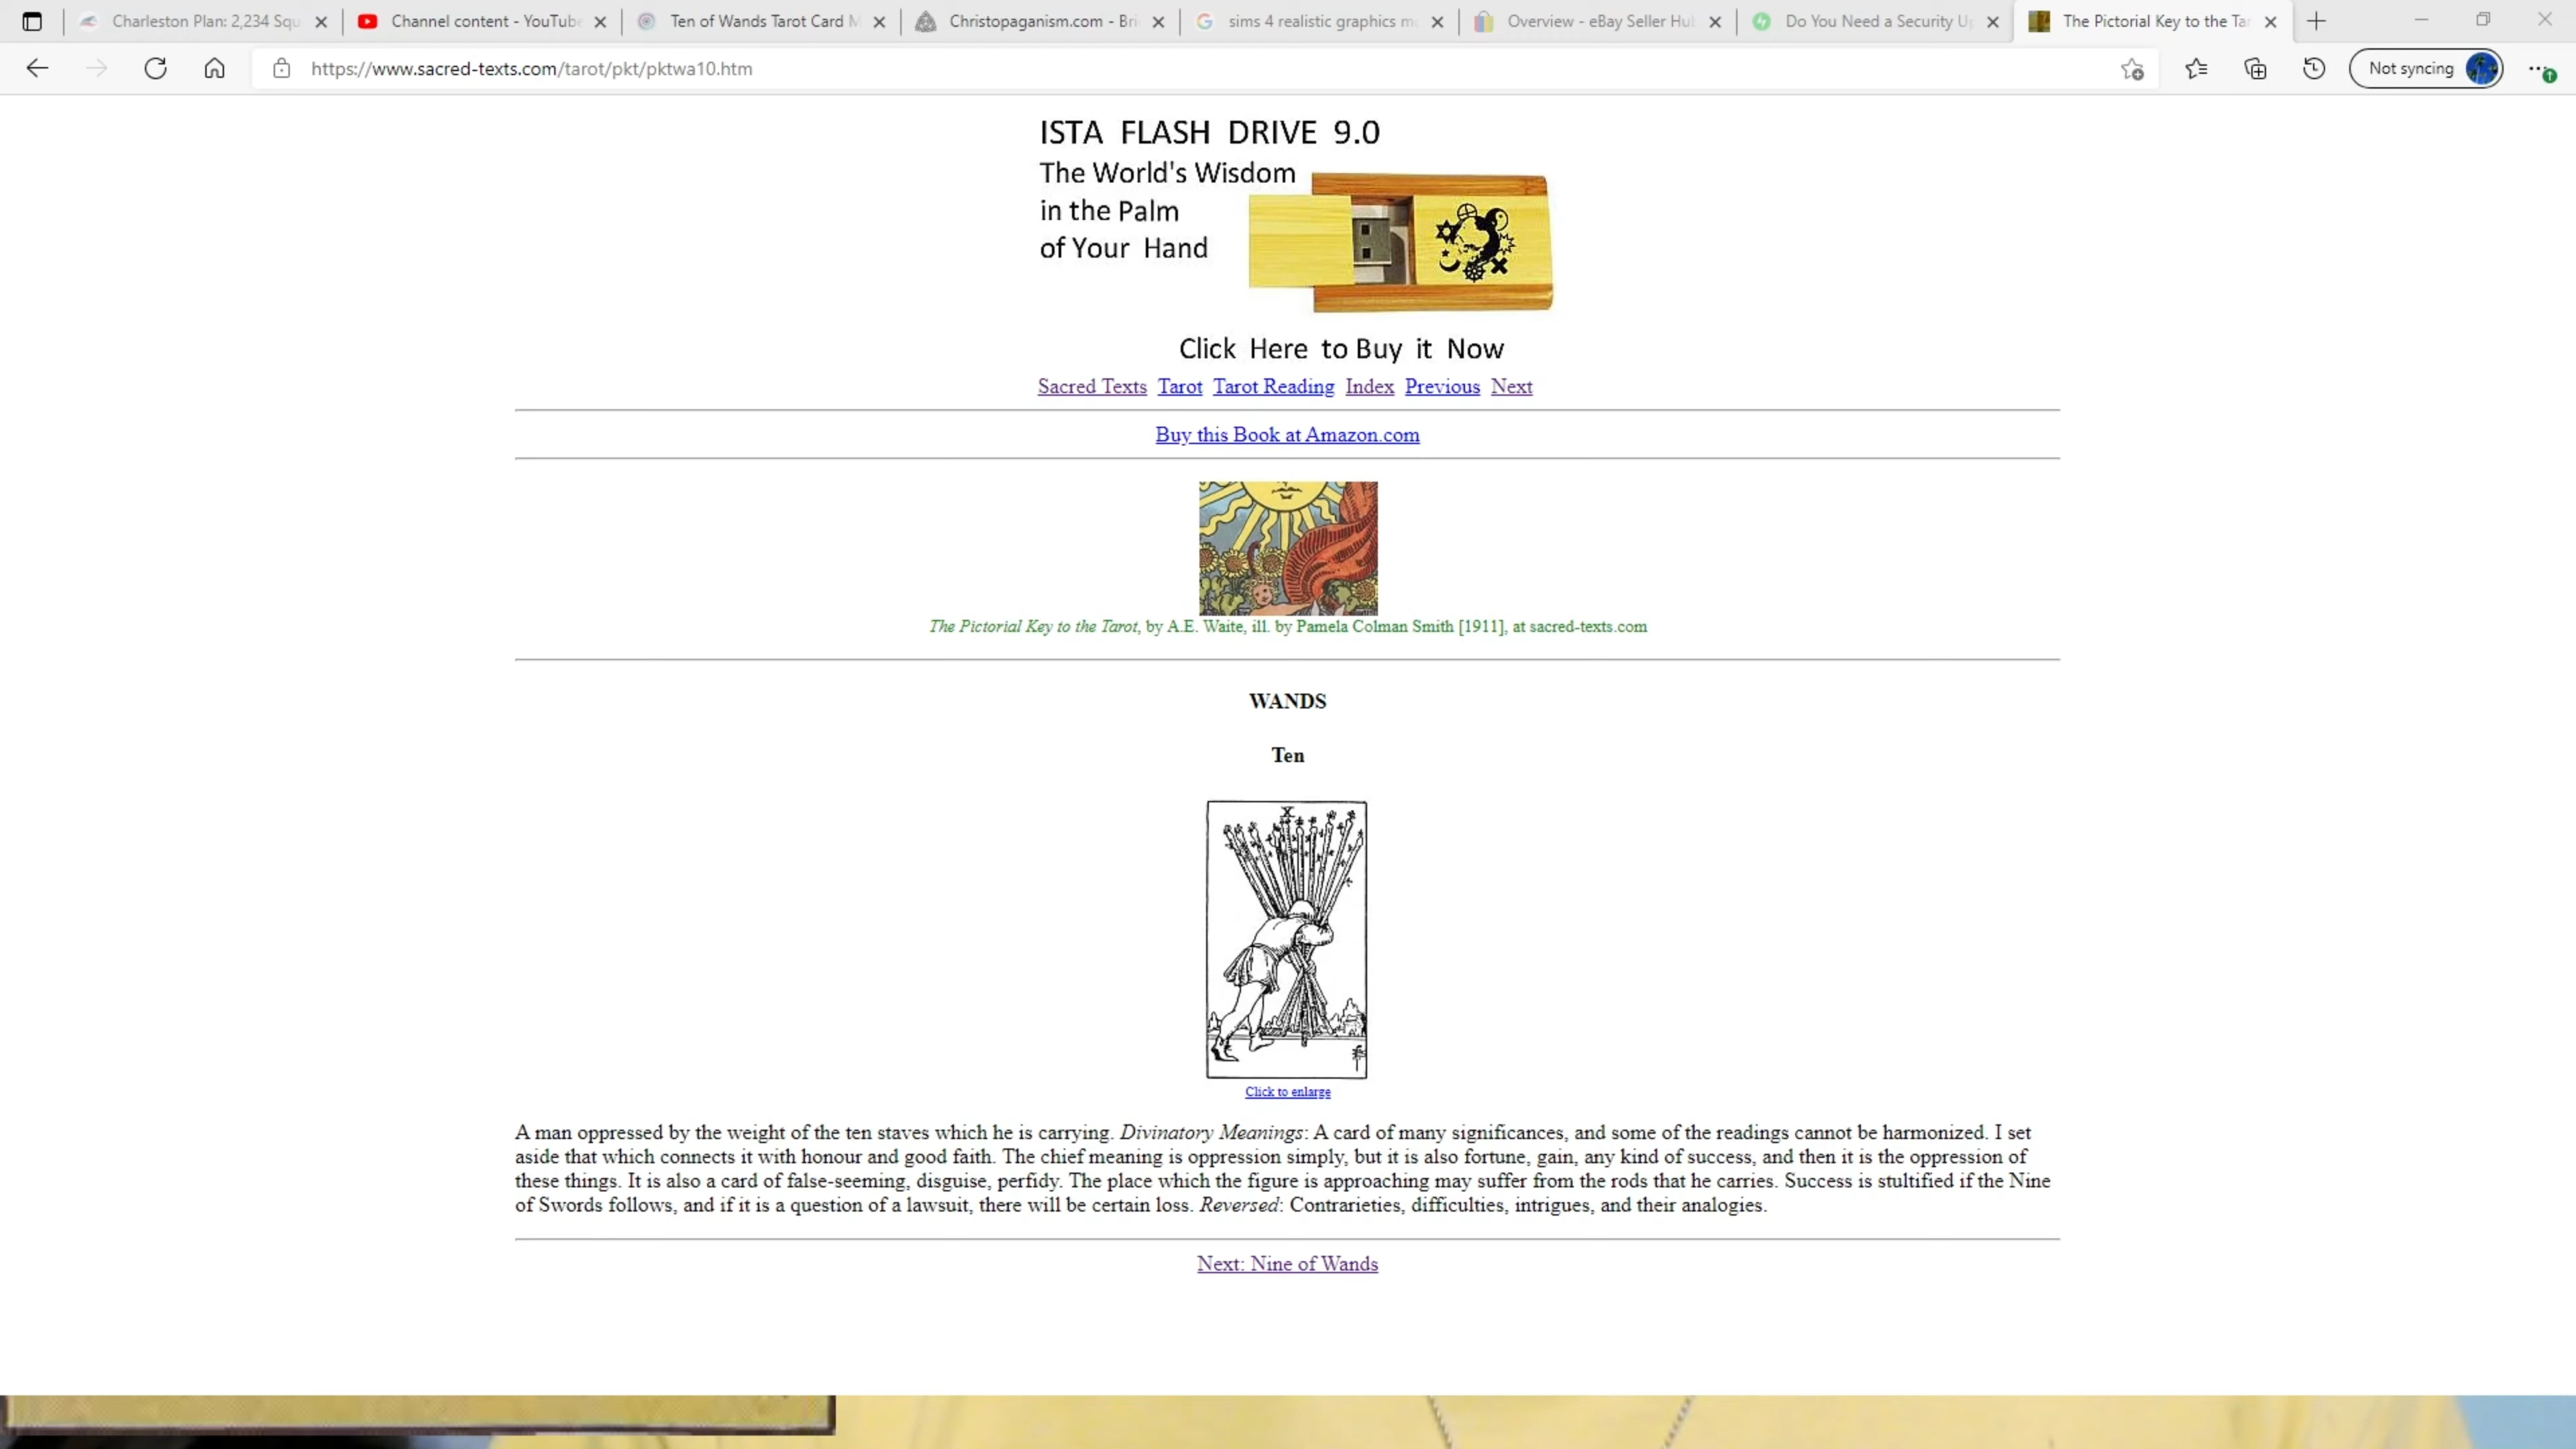 Charleston Plan: 2,234 Squ
Channel content - YouTube
Ten of Wands Tarot Card M
Christopaganism.com - Bri
sims 4 realistic graphics m
Overview - eBay Seller Hu
Do You Need a Security U
The Pictorial Key to the Ta
https://www.sacred-texts.com/tarot/pkt/pktwa10.htm
Not syncing
ISTA FLASH DRIVE 9.0
The World's Wisdom
in the Palm
of Your Hand
Click Here to Buy it Now
Sacred Texts Tarot Tarot Reading Index Previous Next
Buy this Book at Amazon.com
The Pictorial Key to the Tarot, by A.E. Waite, ill. by Pamela Colman Smith [1911], at sacred-texts.com
WANDS
Ten
X
Click to enlarge
A man oppressed by the weight of the ten staves which he is carrying. Divinatory Meanings: A card of many significances, and some of the readings cannot be harmonized. I set
aside that which connects it with honour and good faith. The chief meaning is oppression simply, but it is also fortune, gain, any kind of success, and then it is the oppression of
these things. It is also a card of false-seeming, disguise, perfidy. The place which the figure is approaching may suffer from the rods that he carries. Success is stultified if the Nine
of Swords follows, and if it is a question of a lawsuit, there will be certain loss. Reversed: Contrarieties, difficulties, intrigues, and their analogies.
Next: Nine of Wands